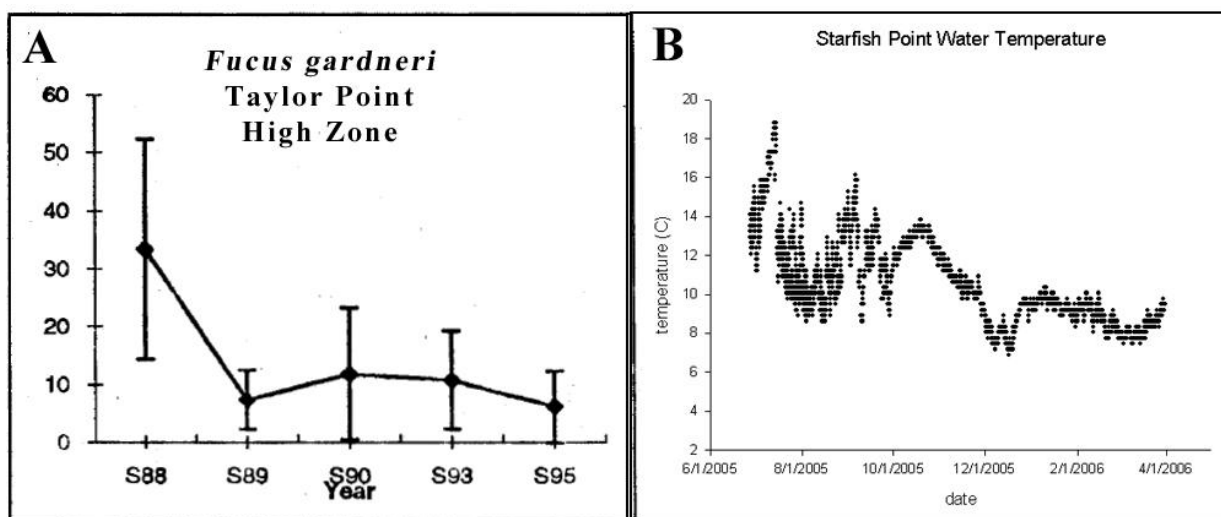 A
Fucus gardneri
Taylor Point
High Zone
60
50
40
30
20
10
0
S88 S89 S90 S93 S95
Year
B
Starfish Point Water Temperature
20
18
16
14
12
10
8
6
4
2
temperature (C)
6/1/2005 8/1/2005 10/1/2005 12/1/2005 2/1/2006 4/1/2006
date